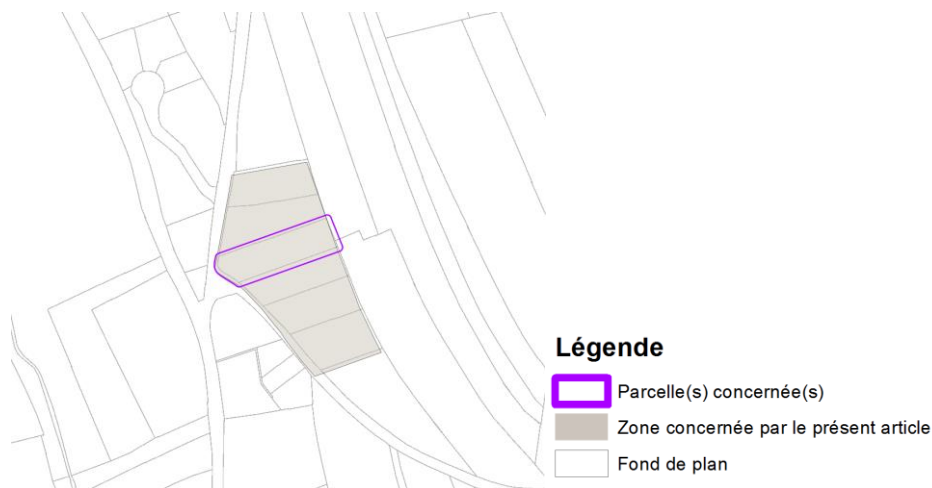 Légende
Parcelle(s) concernée(s)
Zone concernée par le présent article
Fond de plan